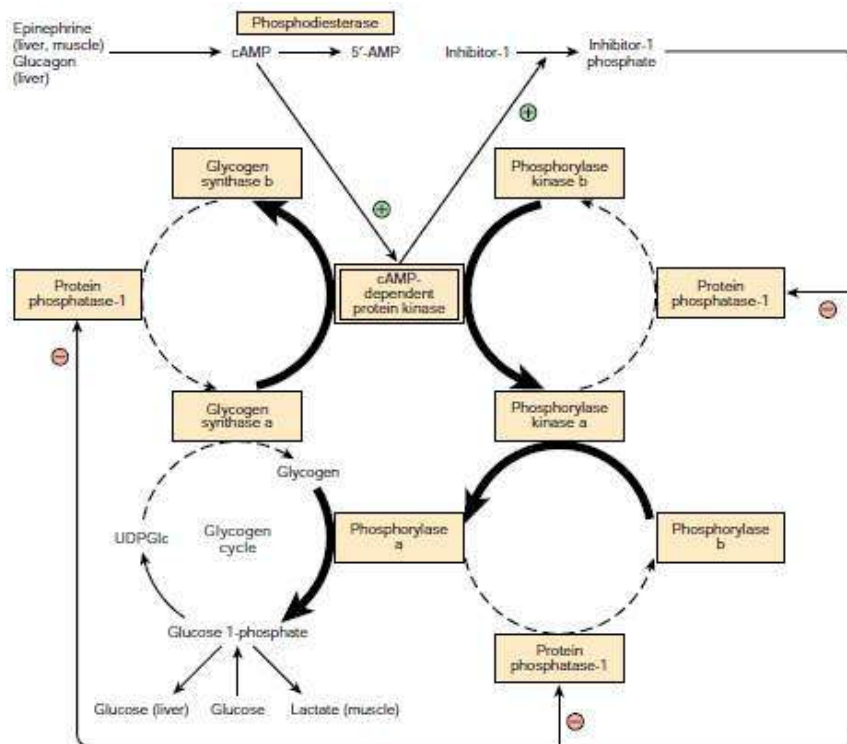 Phosphodiesterase
Epinephrine
(liver, muscle)
Glucagon
(liver)
cAMP
5′-AMP
Inhibitor-1
Inhibitor-1
phosphate
+
Glycogen
synthase b
Phosphorylase
kinase b
+
Protein
phosphatase-1
cAMP-
dependent
protein kinase
Protein
phosphatase-1
−
−
Glycogen
synthase a
Phosphorylase
kinase a
Glycogen
UDPGlc
Glycogen
cycle
Phosphorylase
a
Phosphorylase
b
Glucose 1-phosphate
Protein
phosphatase-1
Glucose (liver)
Glucose
Lactate (muscle)
−